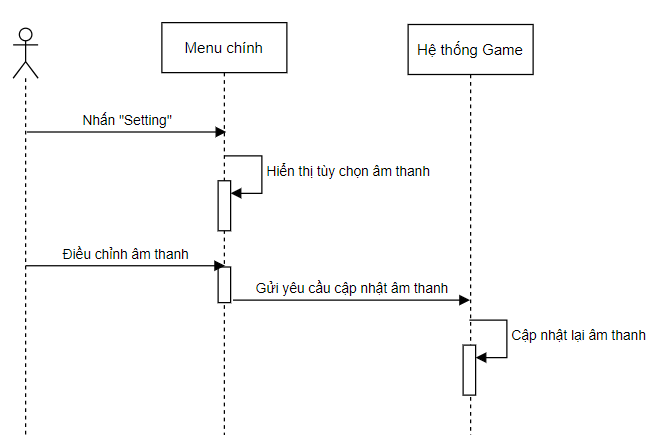 Menu chính
Hệ thống Game
Nhấn "Setting"
Hiển thị tùy chọn âm thanh
Điều chỉnh âm thanh
Gửi yêu cầu cập nhật âm thanh
Cập nhật lại âm thanh